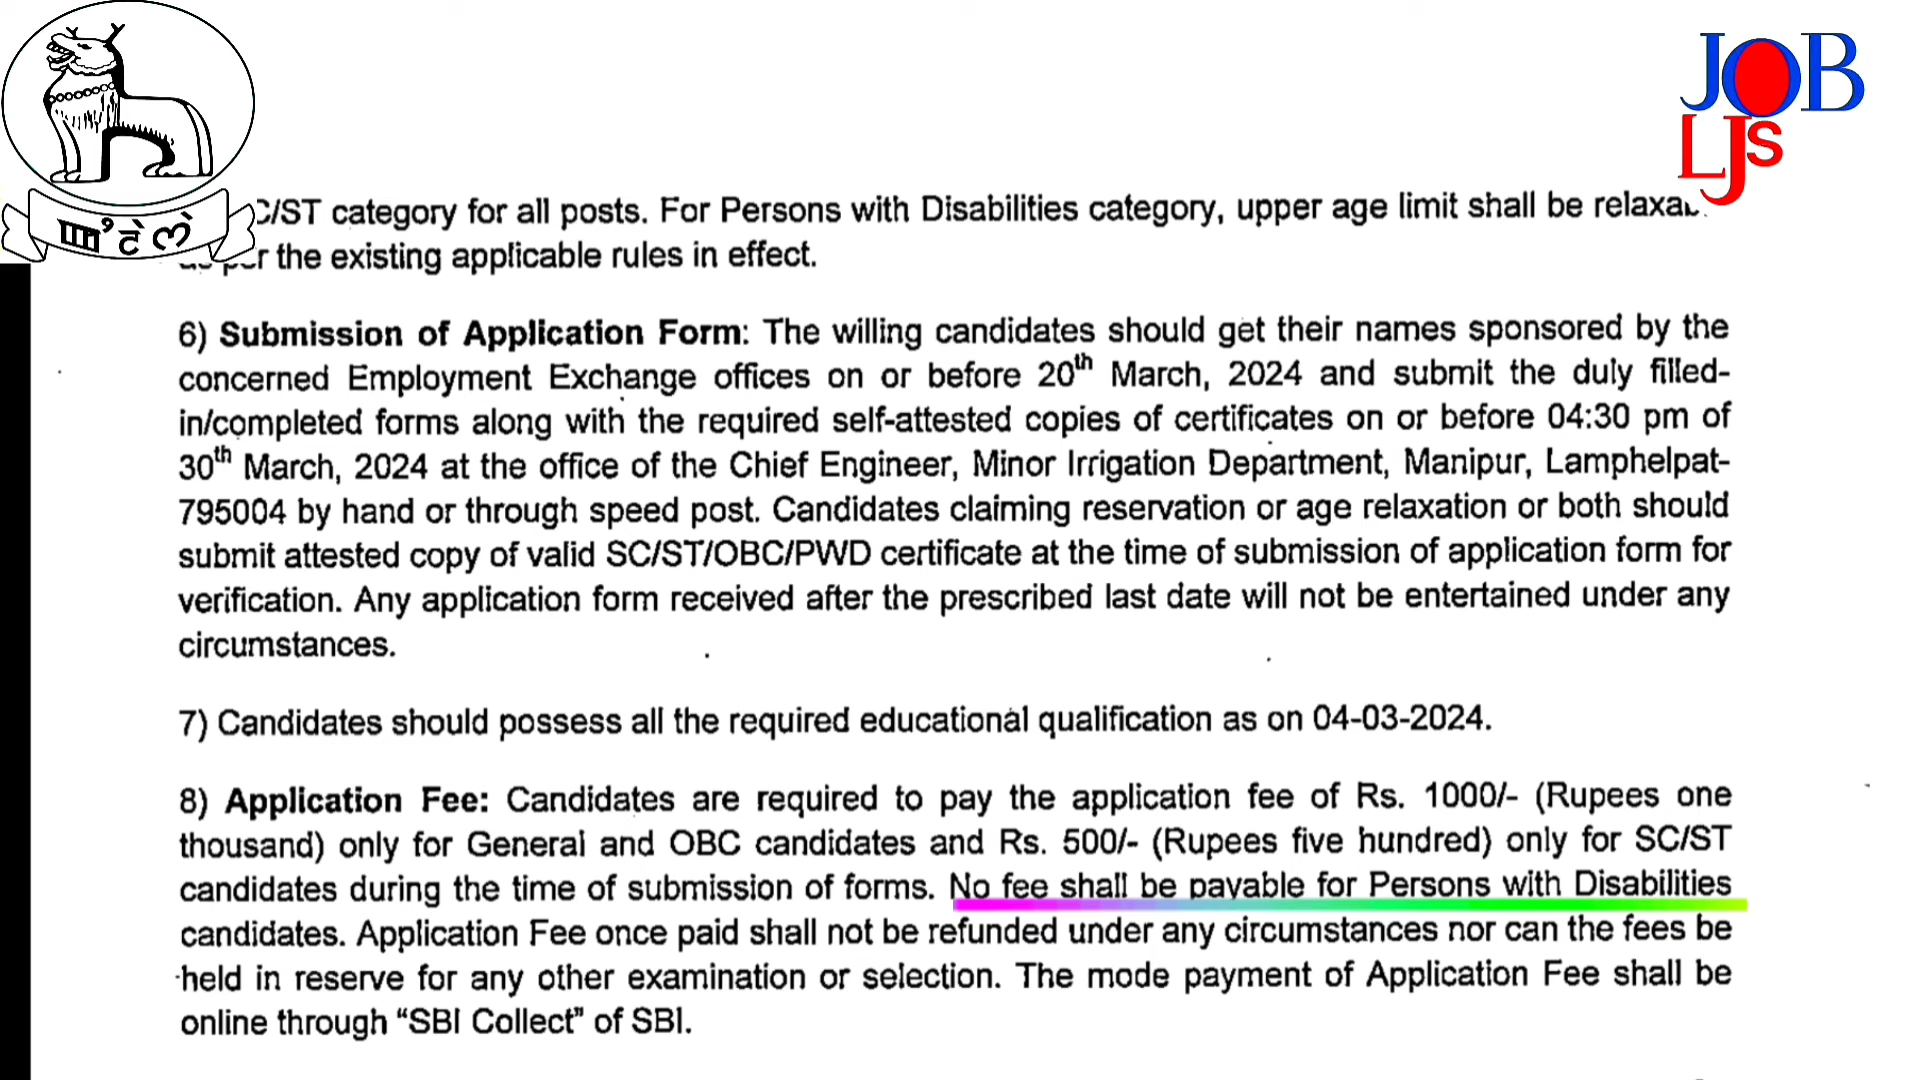 JOB
LJS
C/ST category for all posts. For Persons with Disabilities category, upper age limit shall be
per the existing applicable rules in effect.
6) Submission of Application Form: The willing candidates should get their names sponsored by the
concerned Employment Exchange offices on or before 20th March, 2024 and submit the duly filled-
in/completed forms along with the required self-attested copies of certificates on or before 04:30 pm of
30th March, 2024 at the office of the Chief Engineer, Minor Irrigation Department, Manipur, Lamphelpat-
795004 by hand or through speed post. Candidates claiming reservation or age relaxation or both should
submit attested copy of valid SC/ST/OBC/PWD certificate at the time of submission of application form for
verification. Any application form received after the prescribed last date will not be entertained under any
circumstances.
7) Candidates should possess all the required educational qualification as on 04-03-2024.
8) Application Fee: Candidates are required to pay the application fee of Rs. 1000/- (Rupees one
thousand) only for General and OBC candidates and Rs. 500/- (Rupees five hundred) only for SC/ST
candidates during the time of submission of forms. No fee shall be payable for Persons with Disabilities
candidates. Application Fee once paid shall not be refunded under any circumstances nor can the fees be
held in reserve for any other examination or selection. The mode payment of Application Fee shall be
online through “SBI Collect” of SBI.